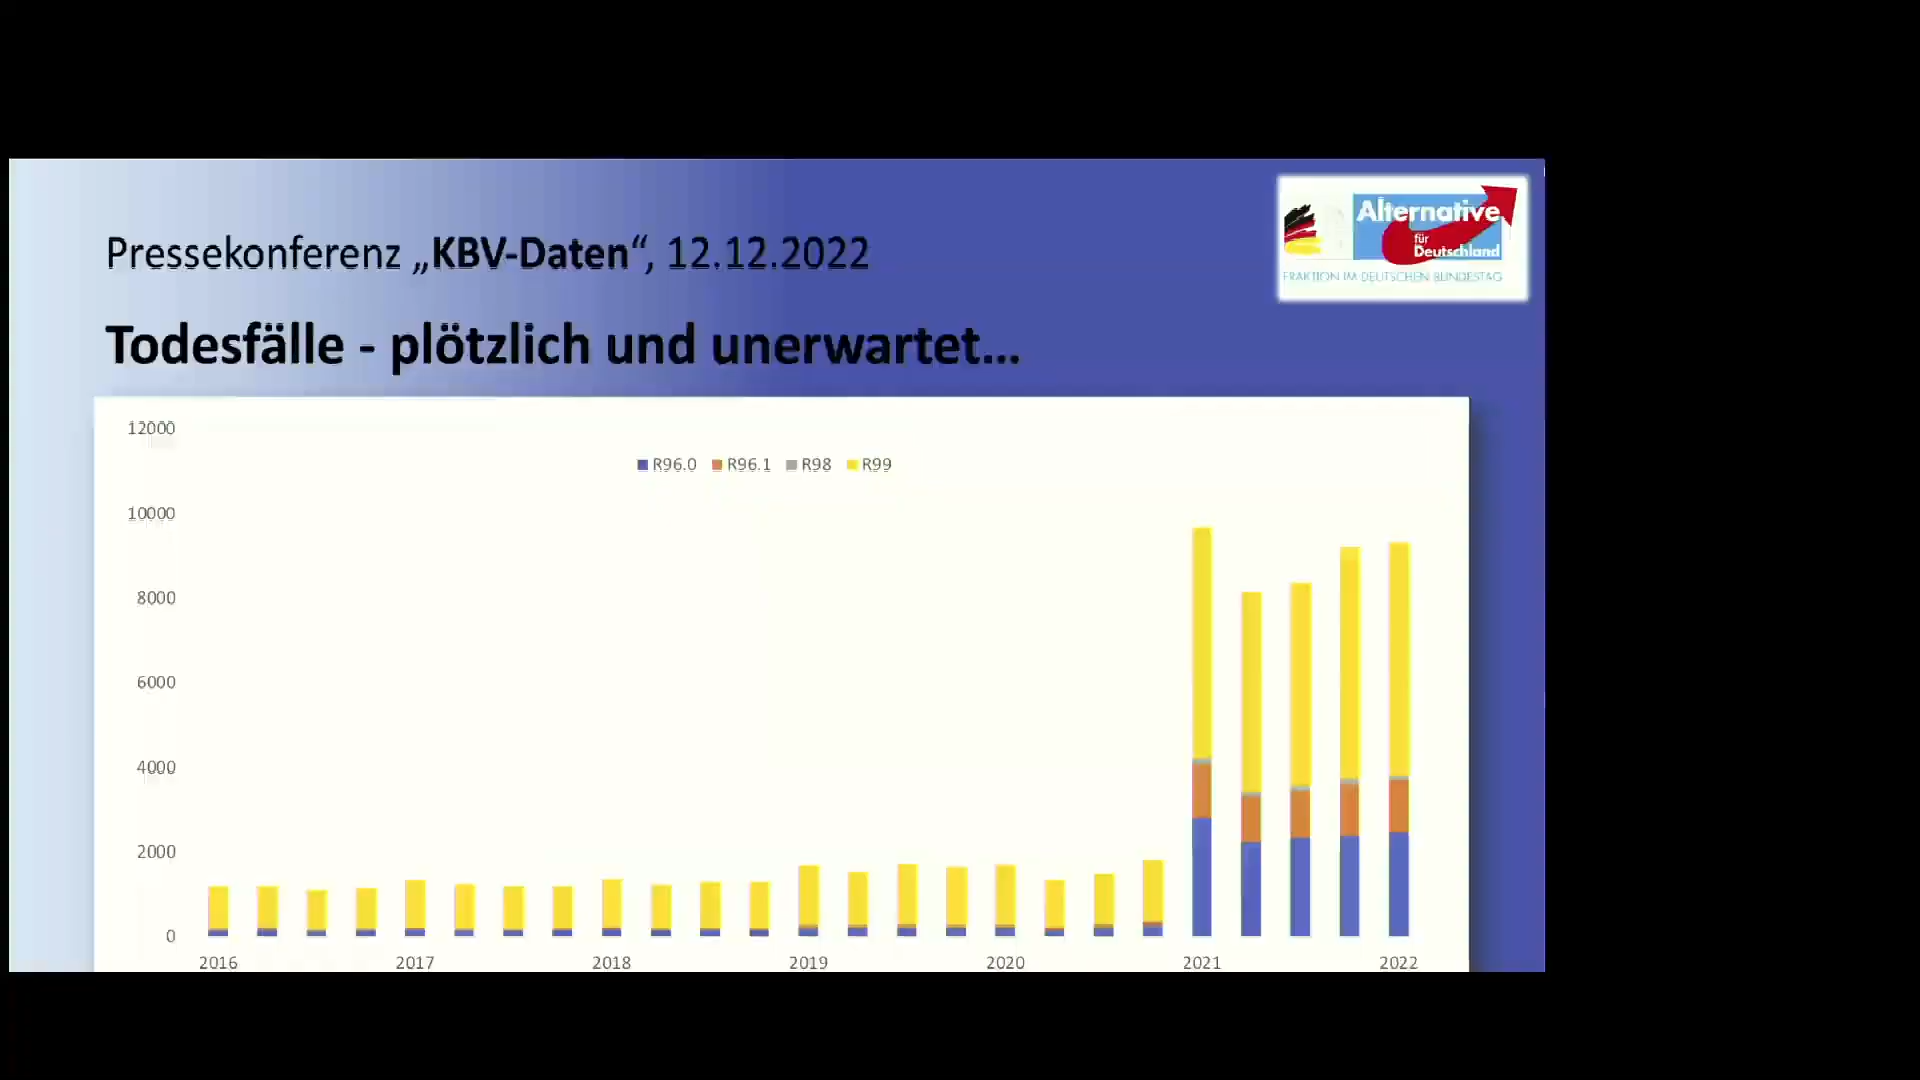 Pressekonferenz „KBV-Daten“, 12.12.2022
Alternative
für
Deutschland
FRAKTION IM DEUTSCHEN BUNDESTAG
Todesfälle - plötzlich und unerwartet...
12000
R96.0 R96.1 R98 R99
10000
8000
6000
4000
2000
0
2016 2017 2018 2019 2020 2021 2022